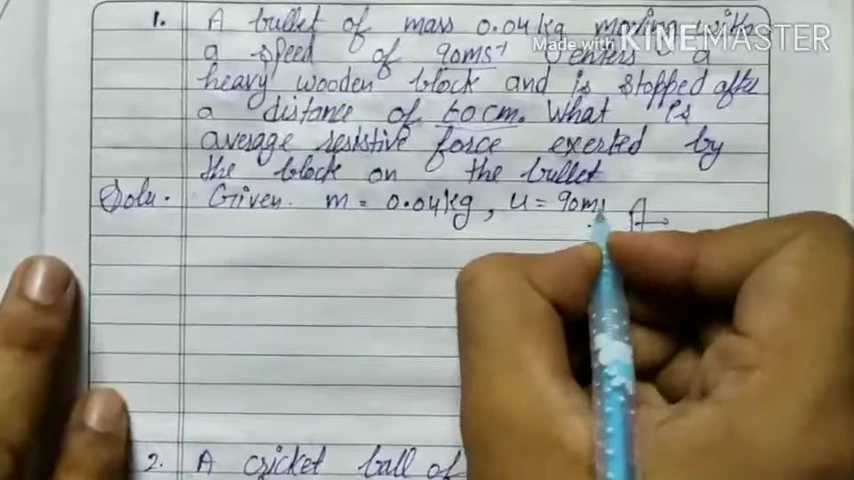 1. A bullet of mass 0.04kg moving with
a speed of 90ms⁻¹ enters a
Made with KINEMASTER
heavy wooden block and is stopped after
a distance of 60cm. What is
average resistive force exerted by
the block on the bullet
Solu. Given. m = 0.04kg, u = 90ms
2. A cricket ball of